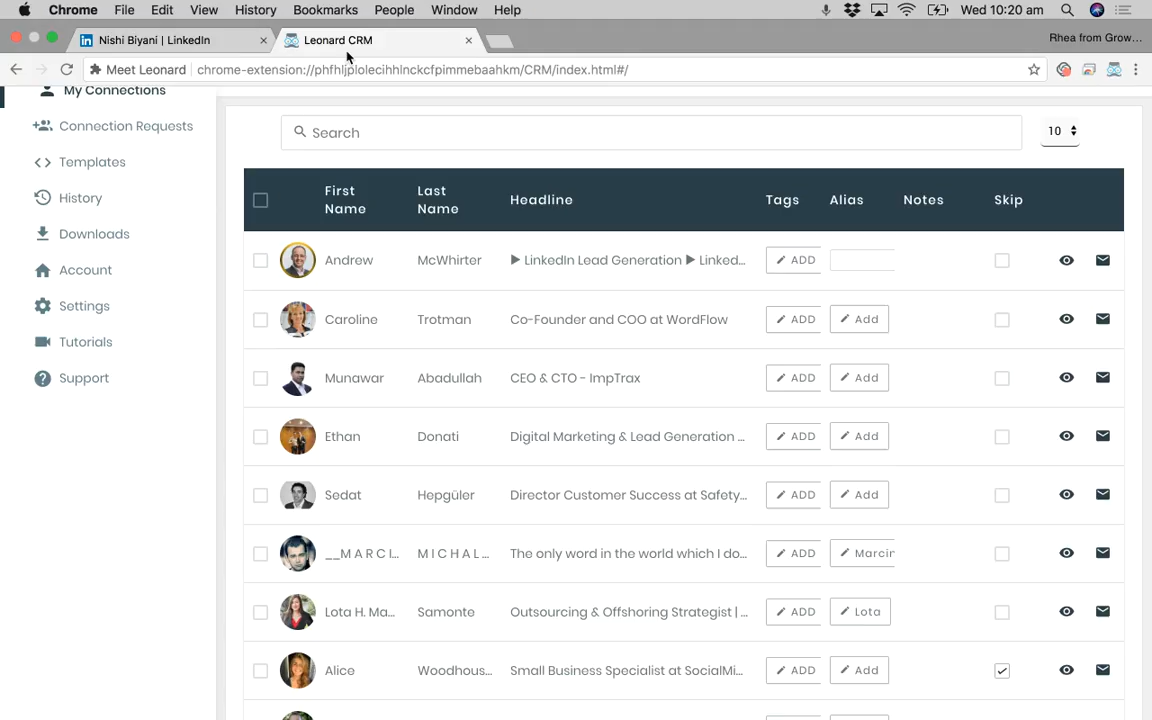 Chrome File Edit View History Bookmarks People Window Help Wed 10:20 am
Nishi Biyani | LinkedIn Leonard CRM Rhea from Grow...
Meet Leonard chrome-extension://phfhljplolecihhlnckcfpimmebaahkm/CRM/index.html#/
My Connections
Connection Requests
Templates
History
Downloads
Account
Settings
Tutorials
Support
Search 10
First Name Last Name Headline Tags Alias Notes Skip
Andrew McWhirter ▶ LinkedIn Lead Generation ▶ Linked... ADD
Caroline Trotman Co-Founder and COO at WordFlow ADD Add
Munawar Abadullah CEO & CTO - ImpTrax ADD Add
Ethan Donati Digital Marketing & Lead Generation ... ADD Add
Sedat Hepgüler Director Customer Success at Safety... ADD Add
__M A R C I... M I C H A L ... The only word in the world which I do... ADD Marcin
Lota H. Ma... Samonte Outsourcing & Offshoring Strategist | ... ADD Lota
Alice Woodhous... Small Business Specialist at SocialMi... ADD Add